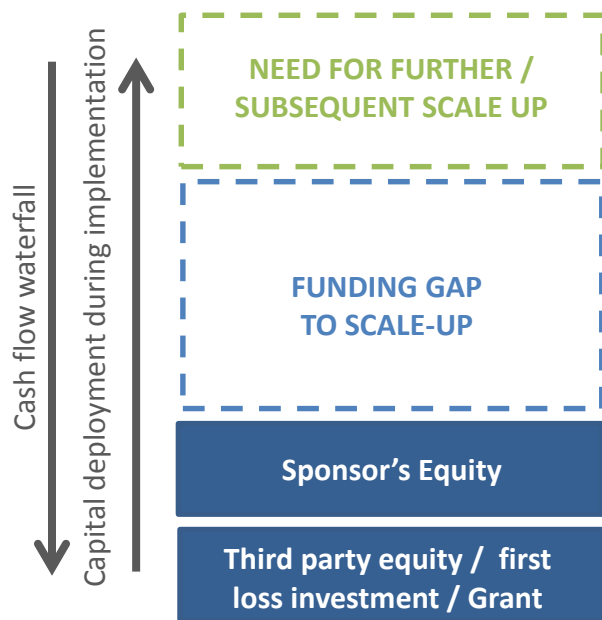 Cash flow waterfall
Capital deployment during implementation
NEED FOR FURTHER /
SUBSEQUENT SCALE UP
FUNDING GAP
TO SCALE-UP
Sponsor’s Equity
Third party equity / first
loss investment / Grant